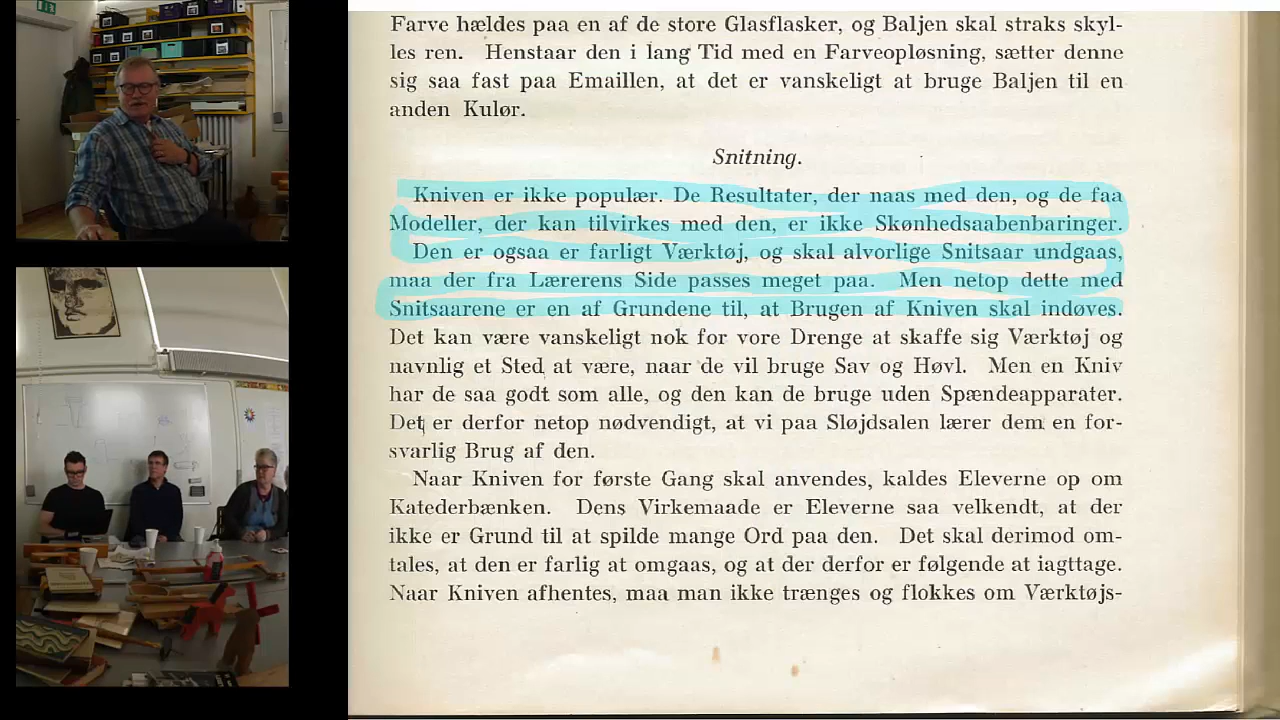 Farve hældes paa en af de store Glasflasker, og Baljen skal straks skyl-
les ren. Henstaar den i lang Tid med en Farveopløsning, sætter denne
sig saa fast paa Emaillen, at det er vanskeligt at bruge Baljen til en
anden Kulør.
Snitning.
Kniven er ikke populær. De Resultater, der naas med den, og de faa
Modeller, der kan tilvirkes med den, er ikke Skønhedsaabenbaringer.
Den er ogsaa er farligt Værktøj, og skal alvorlige Snitsaar undgaas,
maa der fra Lærerens Side passes meget paa. Men netop dette med
Snitsaarene er en af Grundene til, at Brugen af Kniven skal indøves.
Det kan være vanskeligt nok for vore Drenge at skaffe sig Værktøj og
navnlig et Sted at være, naar de vil bruge Sav og Høvl. Men en Kniv
har de saa godt som alle, og den kan de bruge uden Spændeapparater.
Det er derfor netop nødvendigt, at vi paa Sløjdsalen lærer dem en for-
svarlig Brug af den.
Naar Kniven for første Gang skal anvendes, kaldes Eleverne op om
Katederbænken. Dens Virkemaade er Eleverne saa velkendt, at der
ikke er Grund til at spilde mange Ord paa den. Det skal derimod om-
tales, at den er farlig at omgaas, og at der derfor er følgende at iagttage.
Naar Kniven afhentes, maa man ikke trænges og flokkes om Værktøjs-